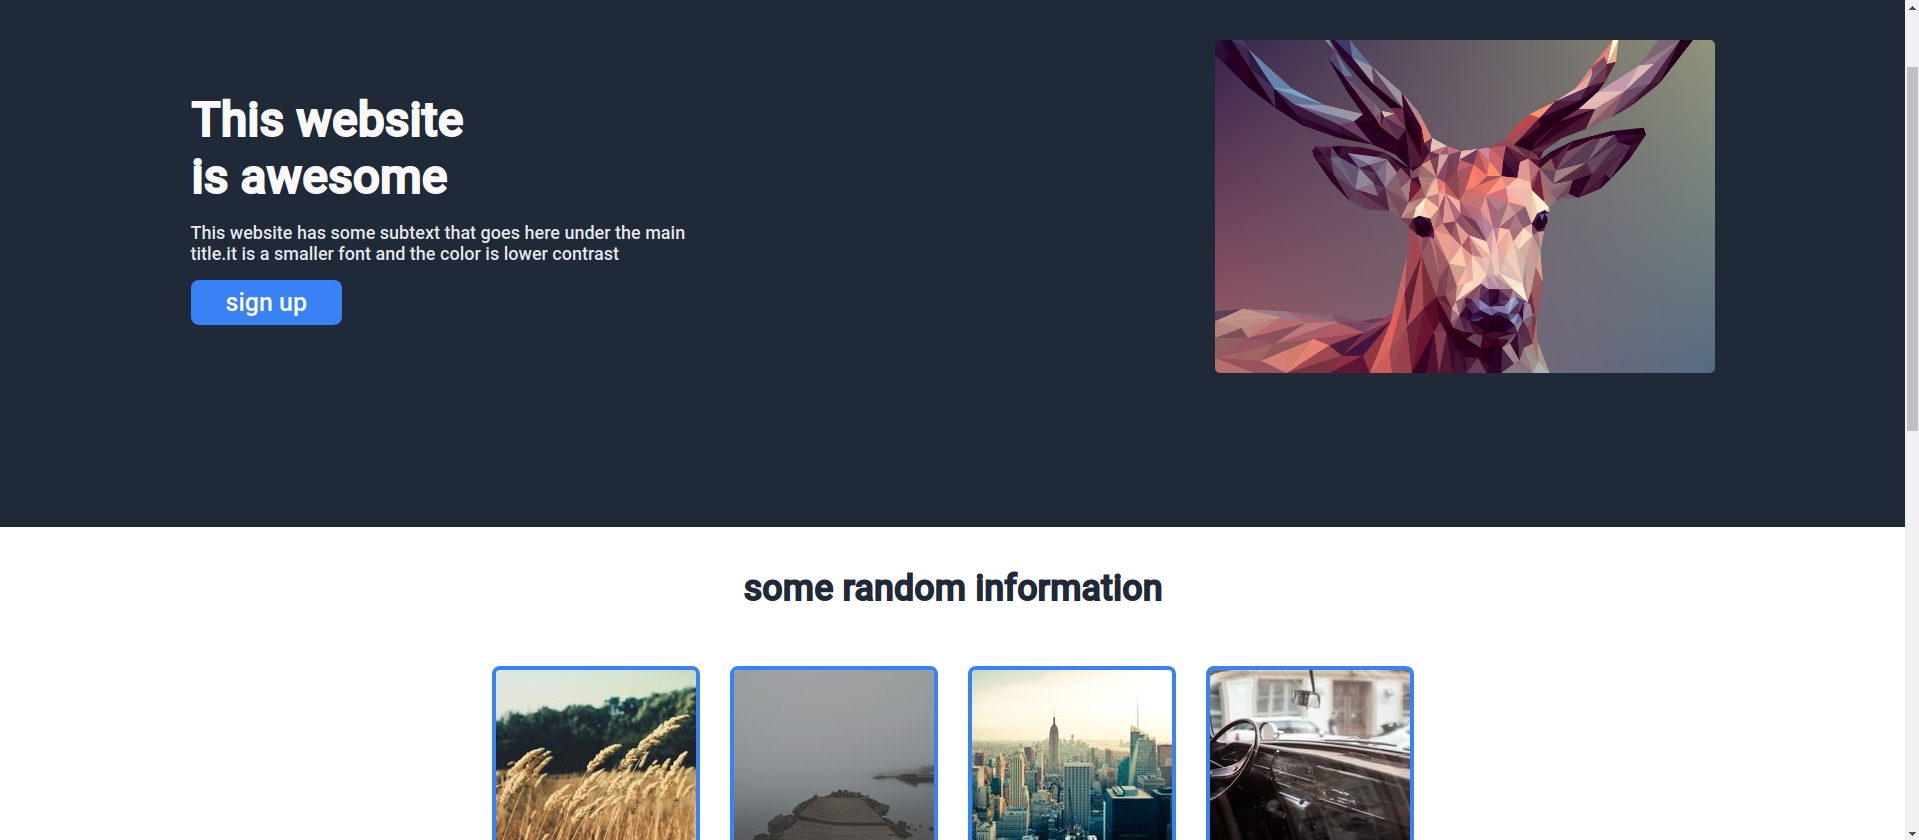 This website
is awesome
This website has some subtext that goes here under the main
title.it is a smaller font and the color is lower contrast
sign up
some random information